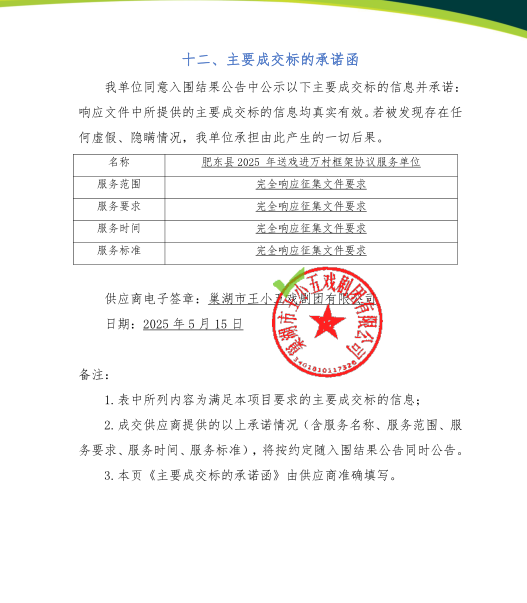 十二、主要成交标的承诺函
我单位同意入围结果公告中公示以下主要成交标的信息并承诺：
响应文件中所提供的主要成交标的信息均真实有效。若被发现存在任
何虚假、隐瞒情况，我单位承担由此产生的一切后果。
名称 肥东县 2025 年送戏进万村框架协议服务单位
服务范围 完全响应征集文件要求
服务要求 完全响应征集文件要求
服务时间 完全响应征集文件要求
服务标准 完全响应征集文件要求
供应商电子签章：巢湖市王小五戏剧团有限公司
日期：2025 年 5 月 15 日
巢湖市王小五戏剧团有限公司
3401810117326
备注：
1.表中所列内容为满足本项目要求的主要成交标的信息；
2.成交供应商提供的以上承诺情况（含服务名称、服务范围、服
务要求、服务时间、服务标准），将按约定随入围结果公告同时公告。
3.本页《主要成交标的承诺函》由供应商准确填写。